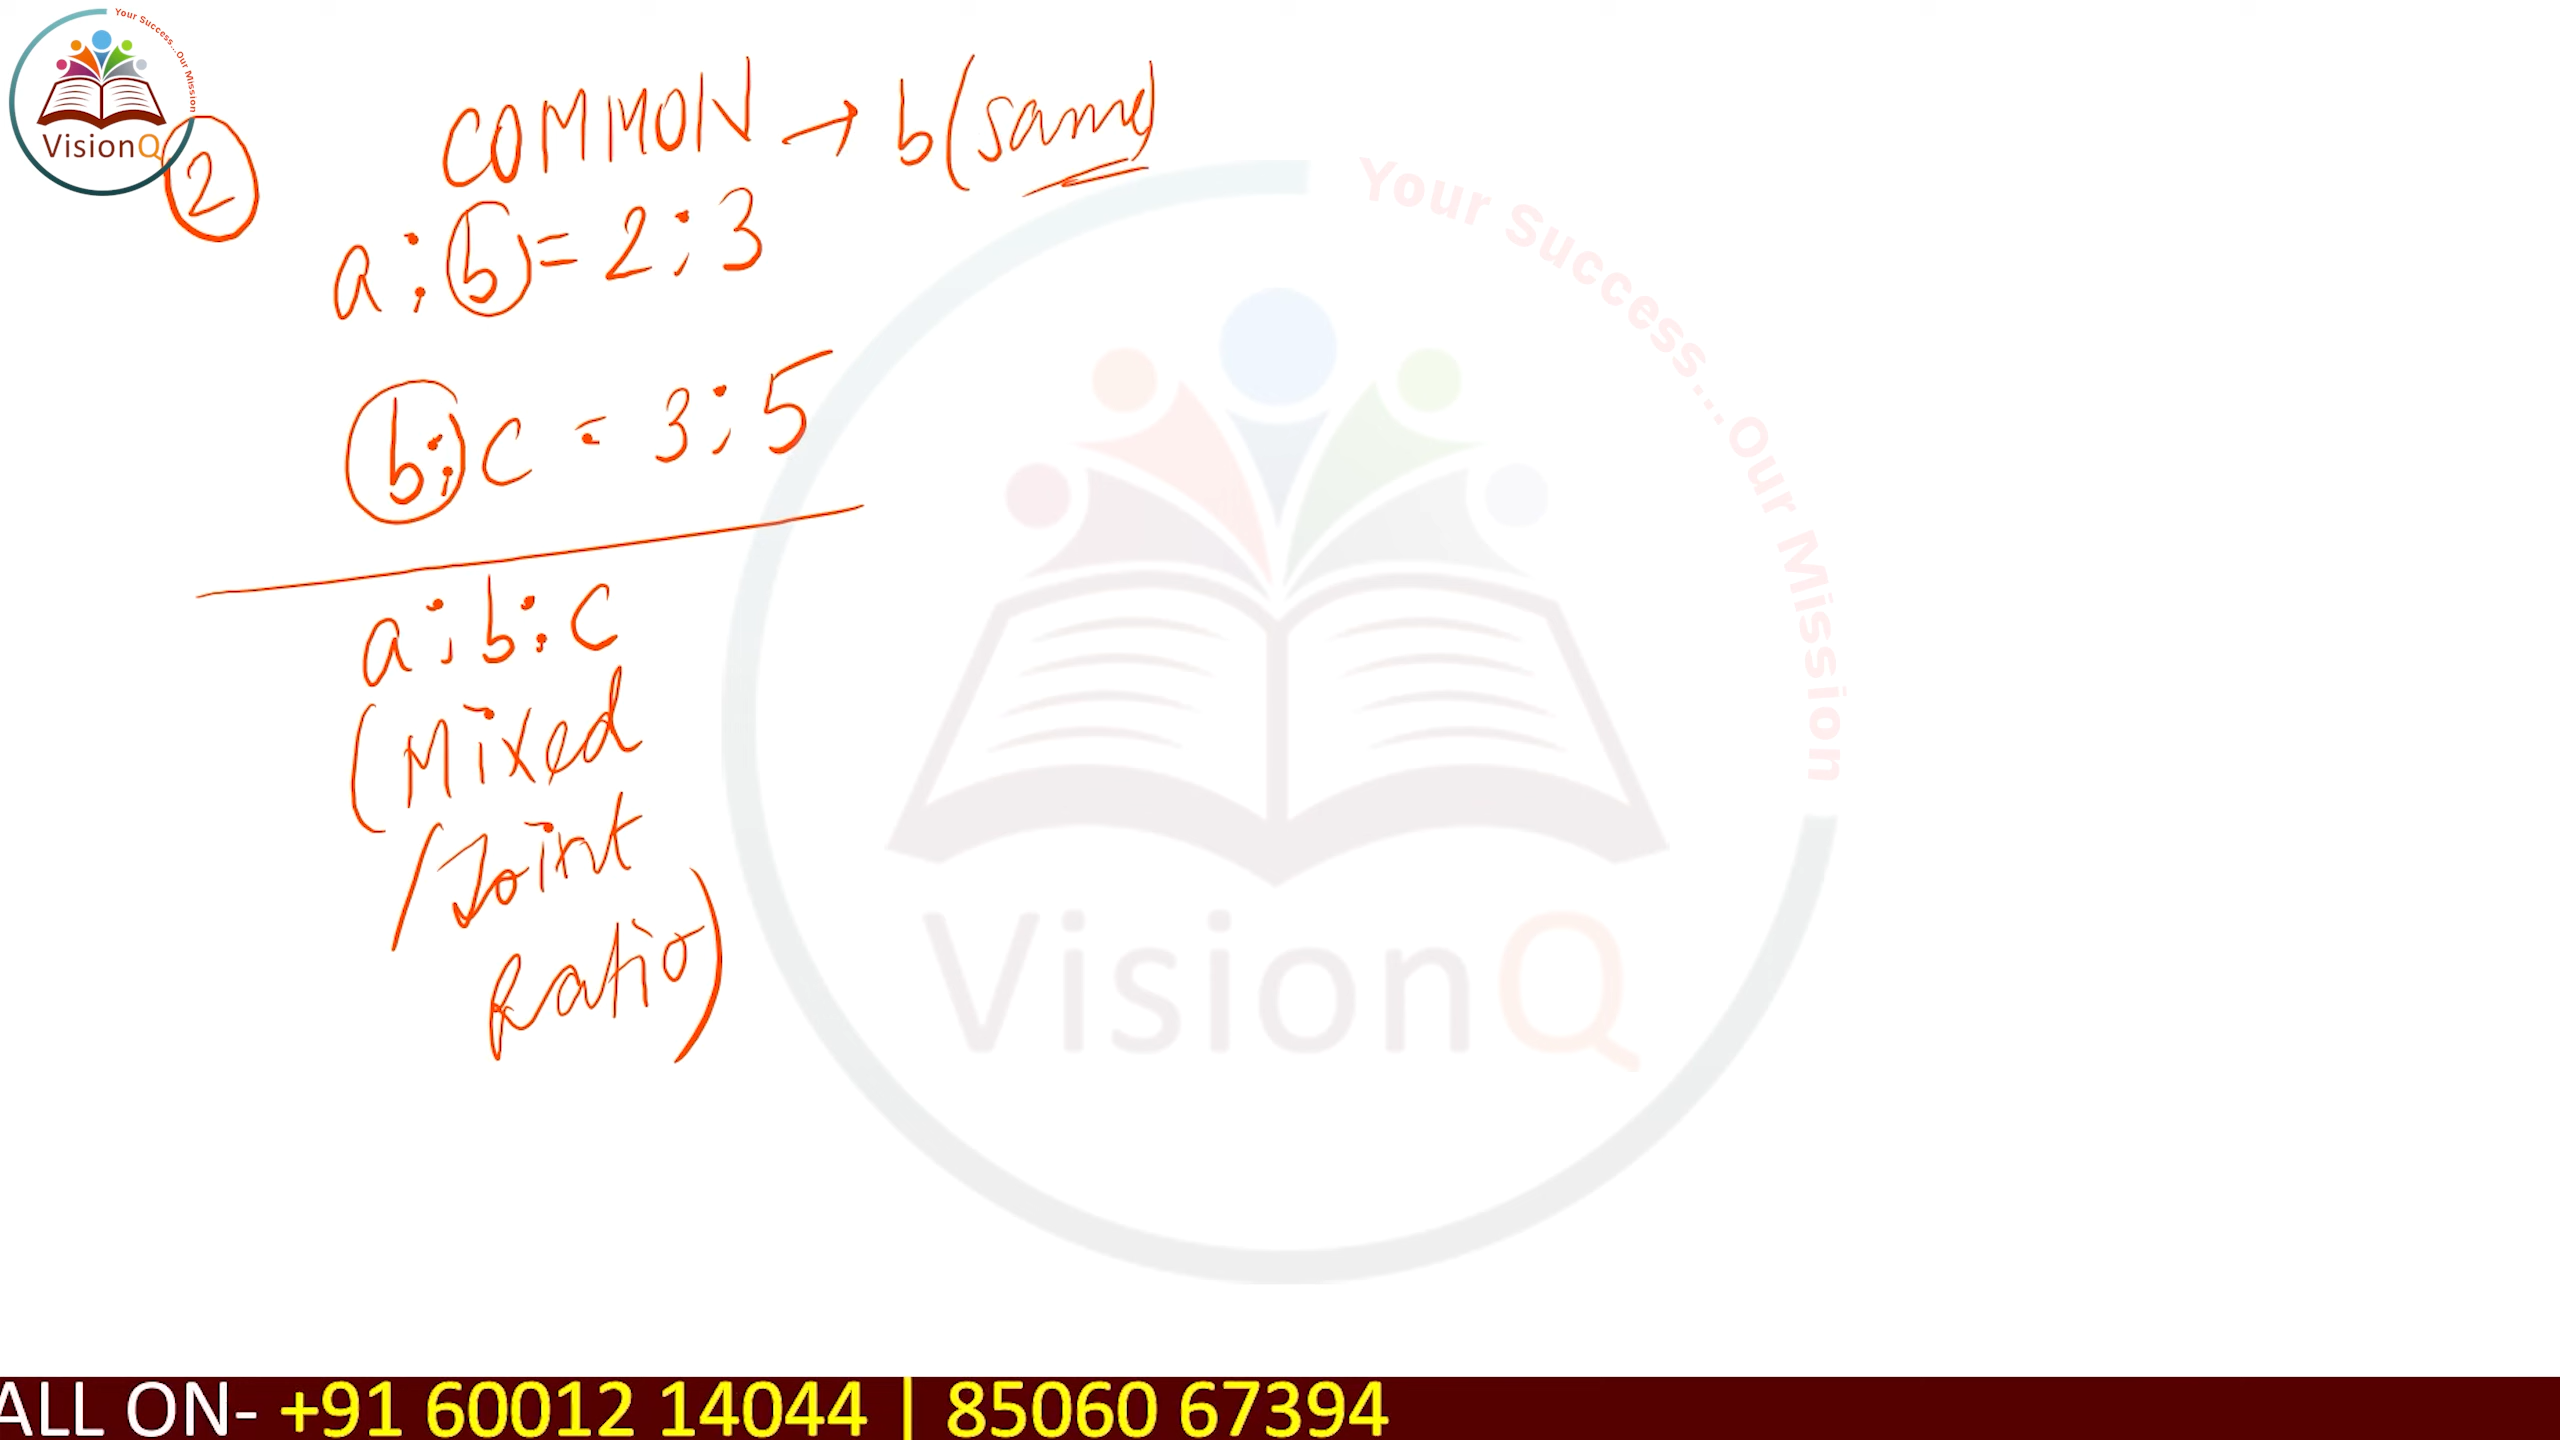 Your Success...Our Mission
VisionQ
2
COMMON → b (same)
a : b = 2 : 3
b : c = 3 : 5
a : b : c
(Mixed
/Joint
Ratio)
Your Success...Our Mission
VisionQ
ALL ON- +91 60012 14044 | 85060 67394